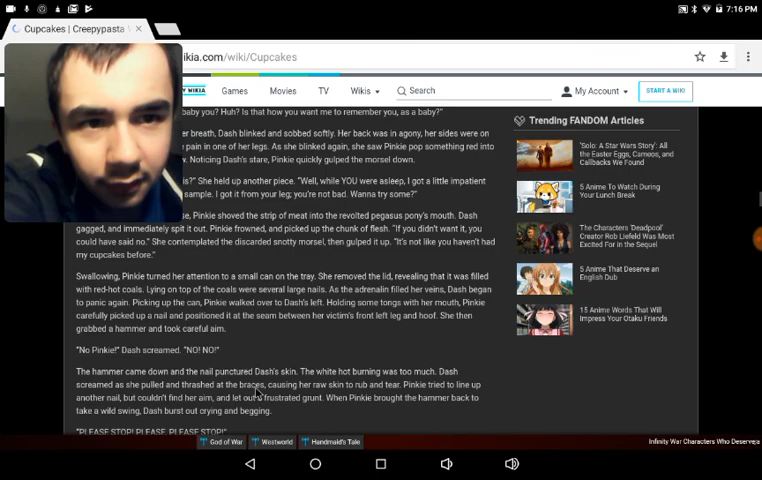 7:16 PM
Cupcakes | Creepypasta
ikia.com/wiki/Cupcakes
WIKIA Games Movies TV Wikis Search My Account START A WIKI
baby you? Huh? Is that how you want me to remember you, as a baby?"
er breath, Dash blinked and sobbed softly. Her back was in agony, her sides were on
pain in one of her legs. As she blinked again, she saw Pinkie pop something red into
w. Noticing Dash's stare, Pinkie quickly gulped the morsel down.
is?" She held up another piece. "Well, while YOU were asleep, I got a little impatient
sample. I got it from your leg; you're not bad. Wanna try some?"
se, Pinkie shoved the strip of meat into the revolted pegasus pony's mouth. Dash
gagged, and immediately spit it out. Pinkie frowned, and picked up the chunk of flesh. "If you didn't want it, you
could have said no." She contemplated the discarded snotty morsel, then gulped it up. "It's not like you haven't had
my cupcakes before."
Swallowing, Pinkie turned her attention to a small can on the tray. She removed the lid, revealing that it was filled
with red-hot coals. Lying on top of the coals were several large nails. As the adrenalin filled her veins, Dash began
to panic again. Picking up the can, Pinkie walked over to Dash's left. Holding some tongs with her mouth, Pinkie
carefully picked up a nail and positioned it at the seam between her victim's front left leg and hoof. She then
grabbed a hammer and took careful aim.
"No Pinkie!" Dash screamed. "NO! NO!"
The hammer came down and the nail punctured Dash's skin. The white hot burning was too much. Dash
screamed as she pulled and thrashed at the braces, causing her raw skin to rub and tear. Pinkie tried to line up
another nail, but couldn't find her aim, and let out a frustrated grunt. When Pinkie brought the hammer back to
take a wild swing, Dash burst out crying and begging.
"PLEASE STOP! PLEASE, PLEASE STOP!"
Trending FANDOM Articles
'Solo: A Star Wars Story': All
the Easter Eggs, Cameos, and
Callbacks We Found
5 Anime To Watch During
Your Lunch Break
The Characters 'Deadpool'
Creator Rob Liefeld Was Most
Excited For in the Sequel
5 Anime That Deserve an
English Dub
15 Anime Words That Will
Impress Your Otaku Friends
God of War Westworld Handmaid's Tale Infinity War Characters Who Deserve